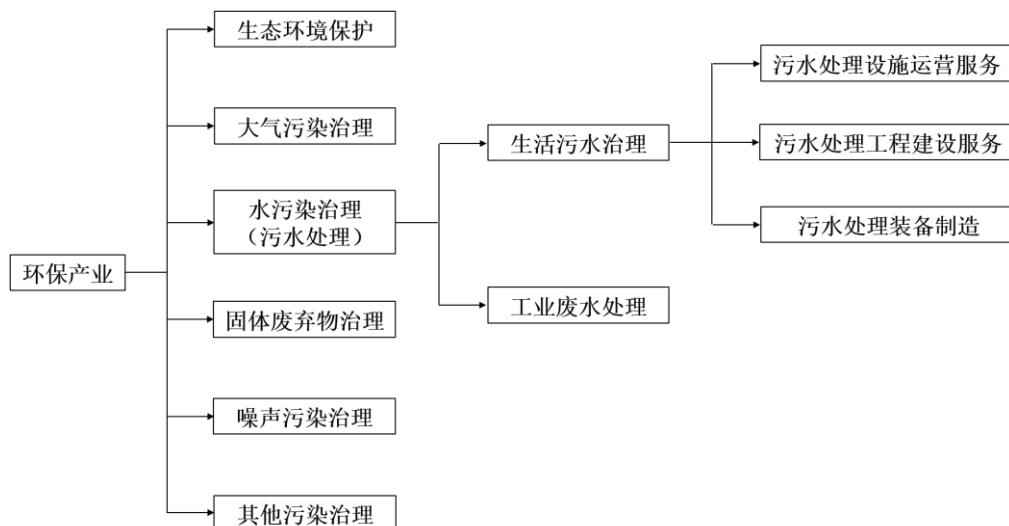 生态环境保护
大气污染治理
水污染治理
（污水处理）
环保产业
固体废弃物治理
噪声污染治理
其他污染治理
生活污水治理
工业废水处理
污水处理设施运营服务
污水处理工程建设服务
污水处理装备制造